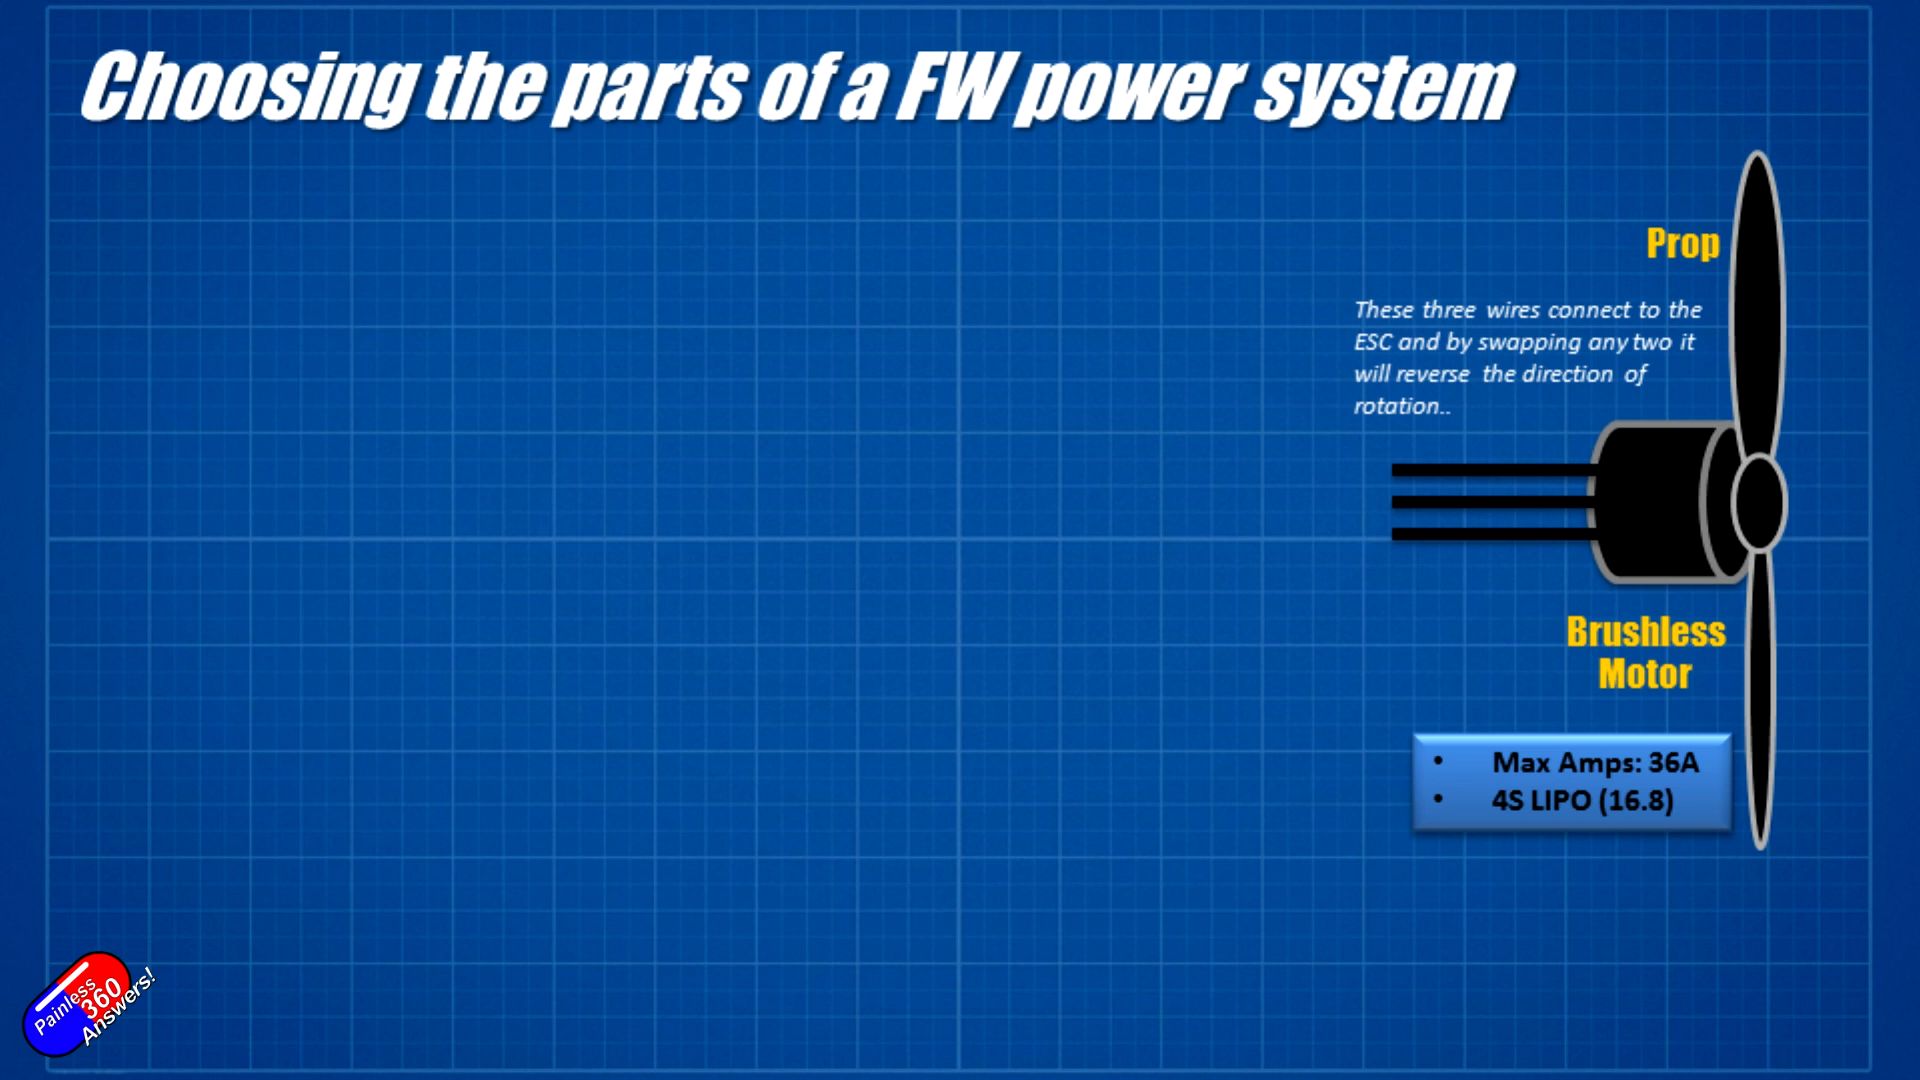 Choosing the parts of a FW power system
Prop
These three wires connect to the
ESC and by swapping any two it
will reverse the direction of
rotation..
Brushless
Motor
• Max Amps: 36A
• 4S LIPO (16.8)
Painless
360
Answers!